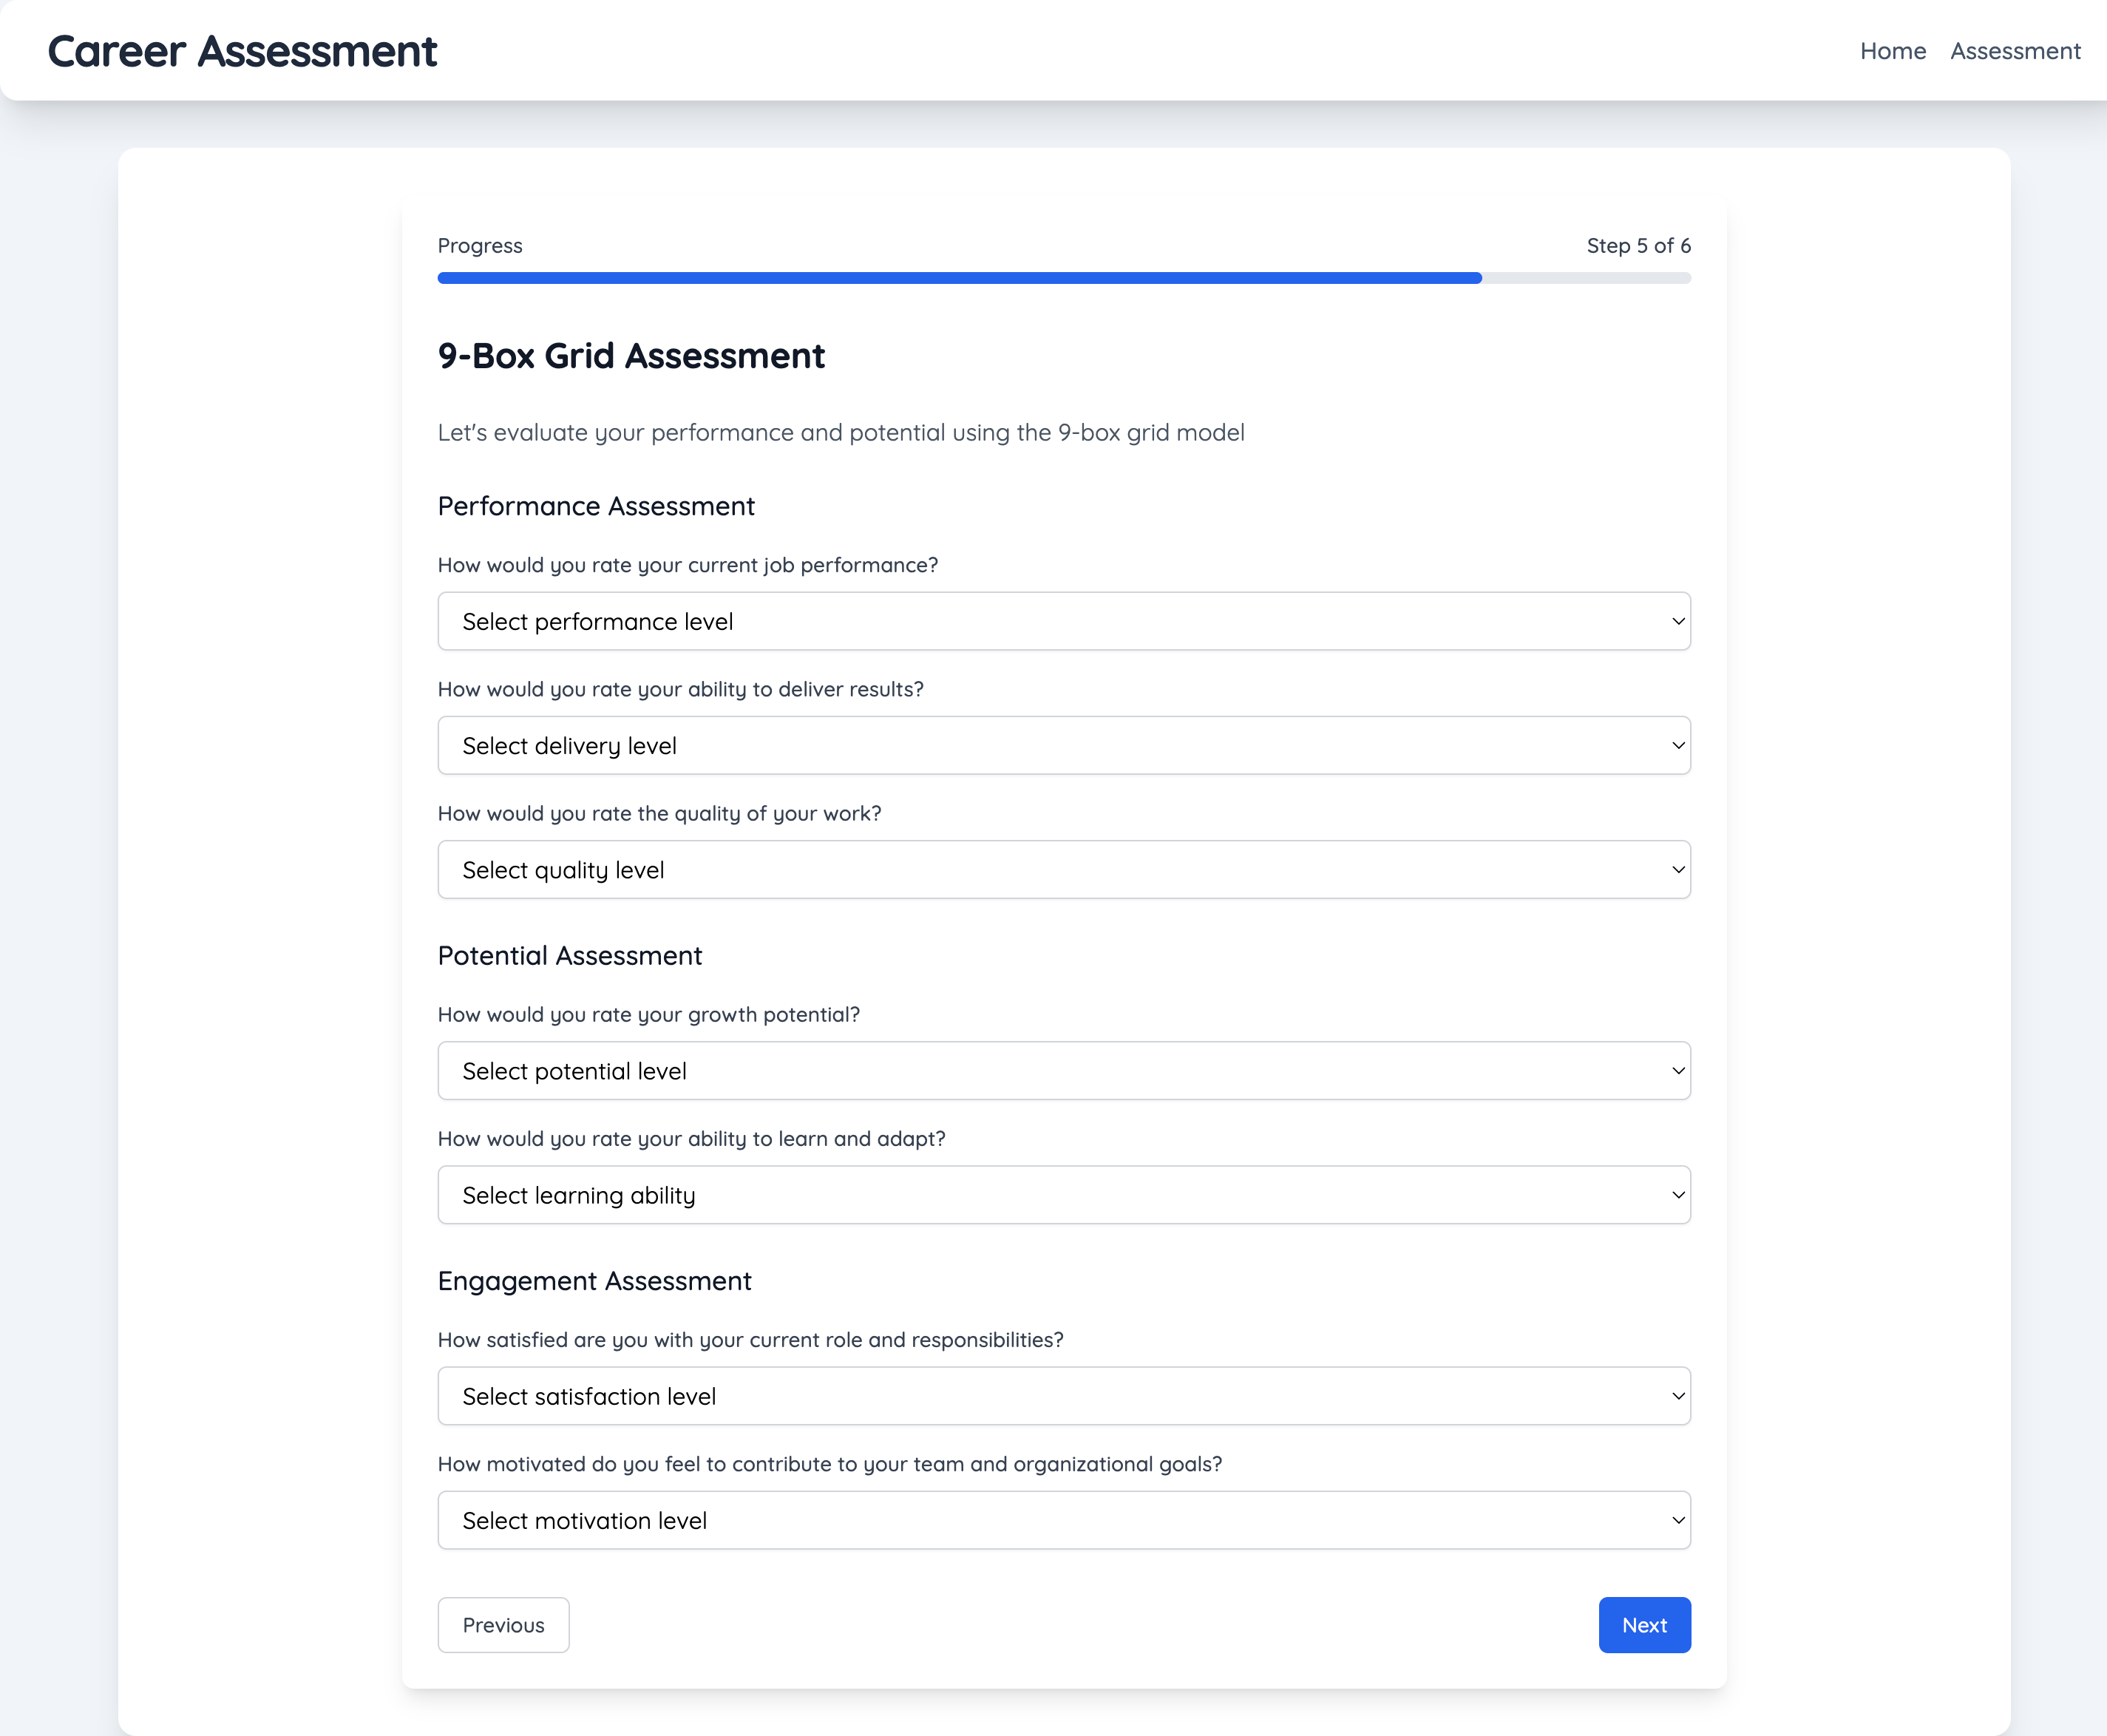 Career Assessment
Home Assessment
Progress
Step 5 of 6
9-Box Grid Assessment
Let's evaluate your performance and potential using the 9-box grid model
Performance Assessment
How would you rate your current job performance?
Select performance level
How would you rate your ability to deliver results?
Select delivery level
How would you rate the quality of your work?
Select quality level
Potential Assessment
How would you rate your growth potential?
Select potential level
How would you rate your ability to learn and adapt?
Select learning ability
Engagement Assessment
How satisfied are you with your current role and responsibilities?
Select satisfaction level
How motivated do you feel to contribute to your team and organizational goals?
Select motivation level
Previous
Next